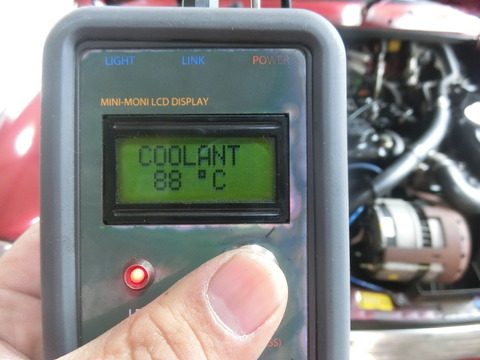 LIGHT LINK POWER
MINI-MONI LCD DISPLAY
COOLANT
88 °C